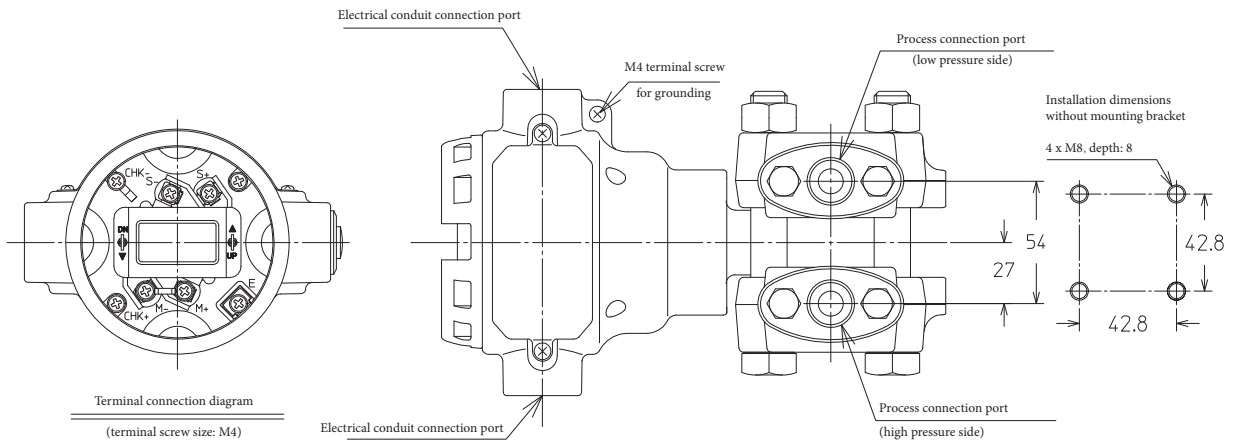 Electrical conduit connection port
Process connection port
(low pressure side)
M4 terminal screw
for grounding
Installation dimensions
without mounting bracket
4 x M8, depth: 8
CHK-
S-
S+
DN
UP
E
CHK+
M-
M+
54
27
42.8
42.8
Terminal connection diagram
(terminal screw size: M4)
Electrical conduit connection port
Process connection port
(high pressure side)